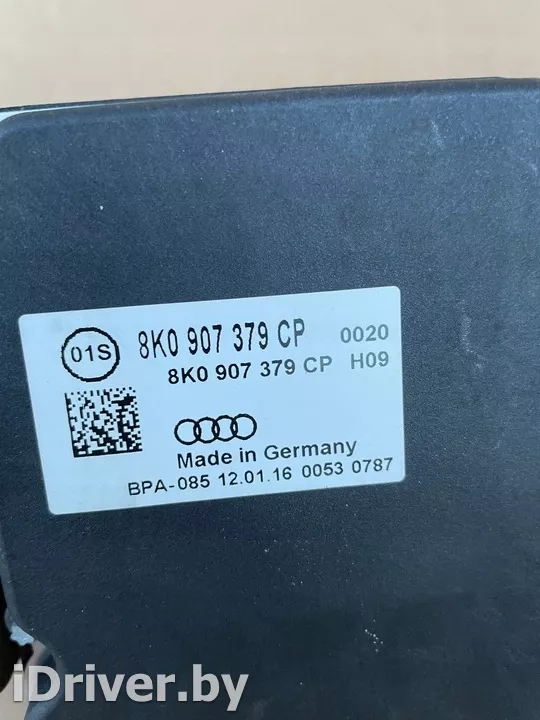 01S
8K0 907 379 CP 0020
8K0 907 379 CP H09
Made in Germany
BPA-085 12.01.16 0053 0787
iDriver.by